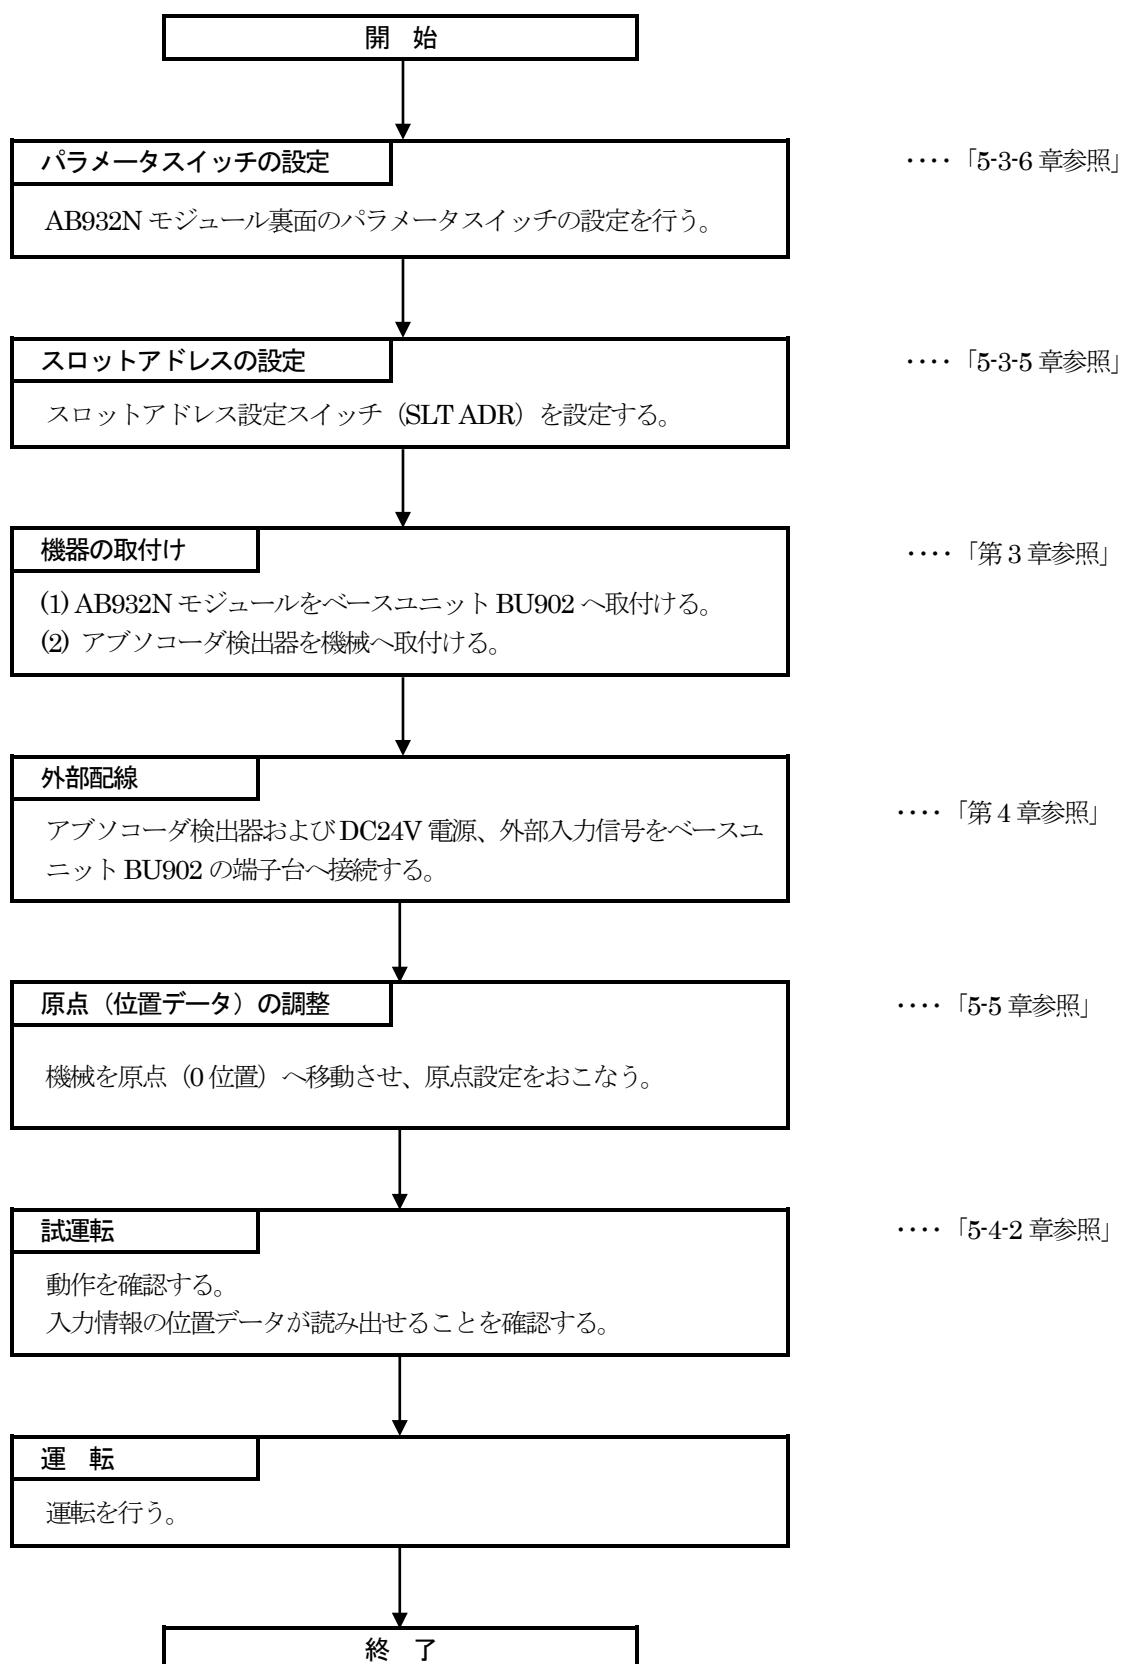 開 始
パラメータスイッチの設定
‥‥「5-3-6 章参照」
AB932N モジュール裏面のパラメータスイッチの設定を行う。
スロットアドレスの設定
‥‥「5-3-5 章参照」
スロットアドレス設定スイッチ（SLT ADR）を設定する。
機器の取付け
‥‥「第 3 章参照」
(1) AB932N モジュールをベースユニット BU902 へ取付ける。
(2) アブソコーダ検出器を機械へ取付ける。
外部配線
‥‥「第 4 章参照」
アブソコーダ検出器および DC24V 電源、外部入力信号をベースユ
ニット BU902 の端子台へ接続する。
原点（位置データ）の調整
‥‥「5-5 章参照」
機械を原点（0 位置）へ移動させ、原点設定をおこなう。
試運転
‥‥「5-4-2 章参照」
動作を確認する。
入力情報の位置データが読み出せることを確認する。
運 転
運転を行う。
終 了